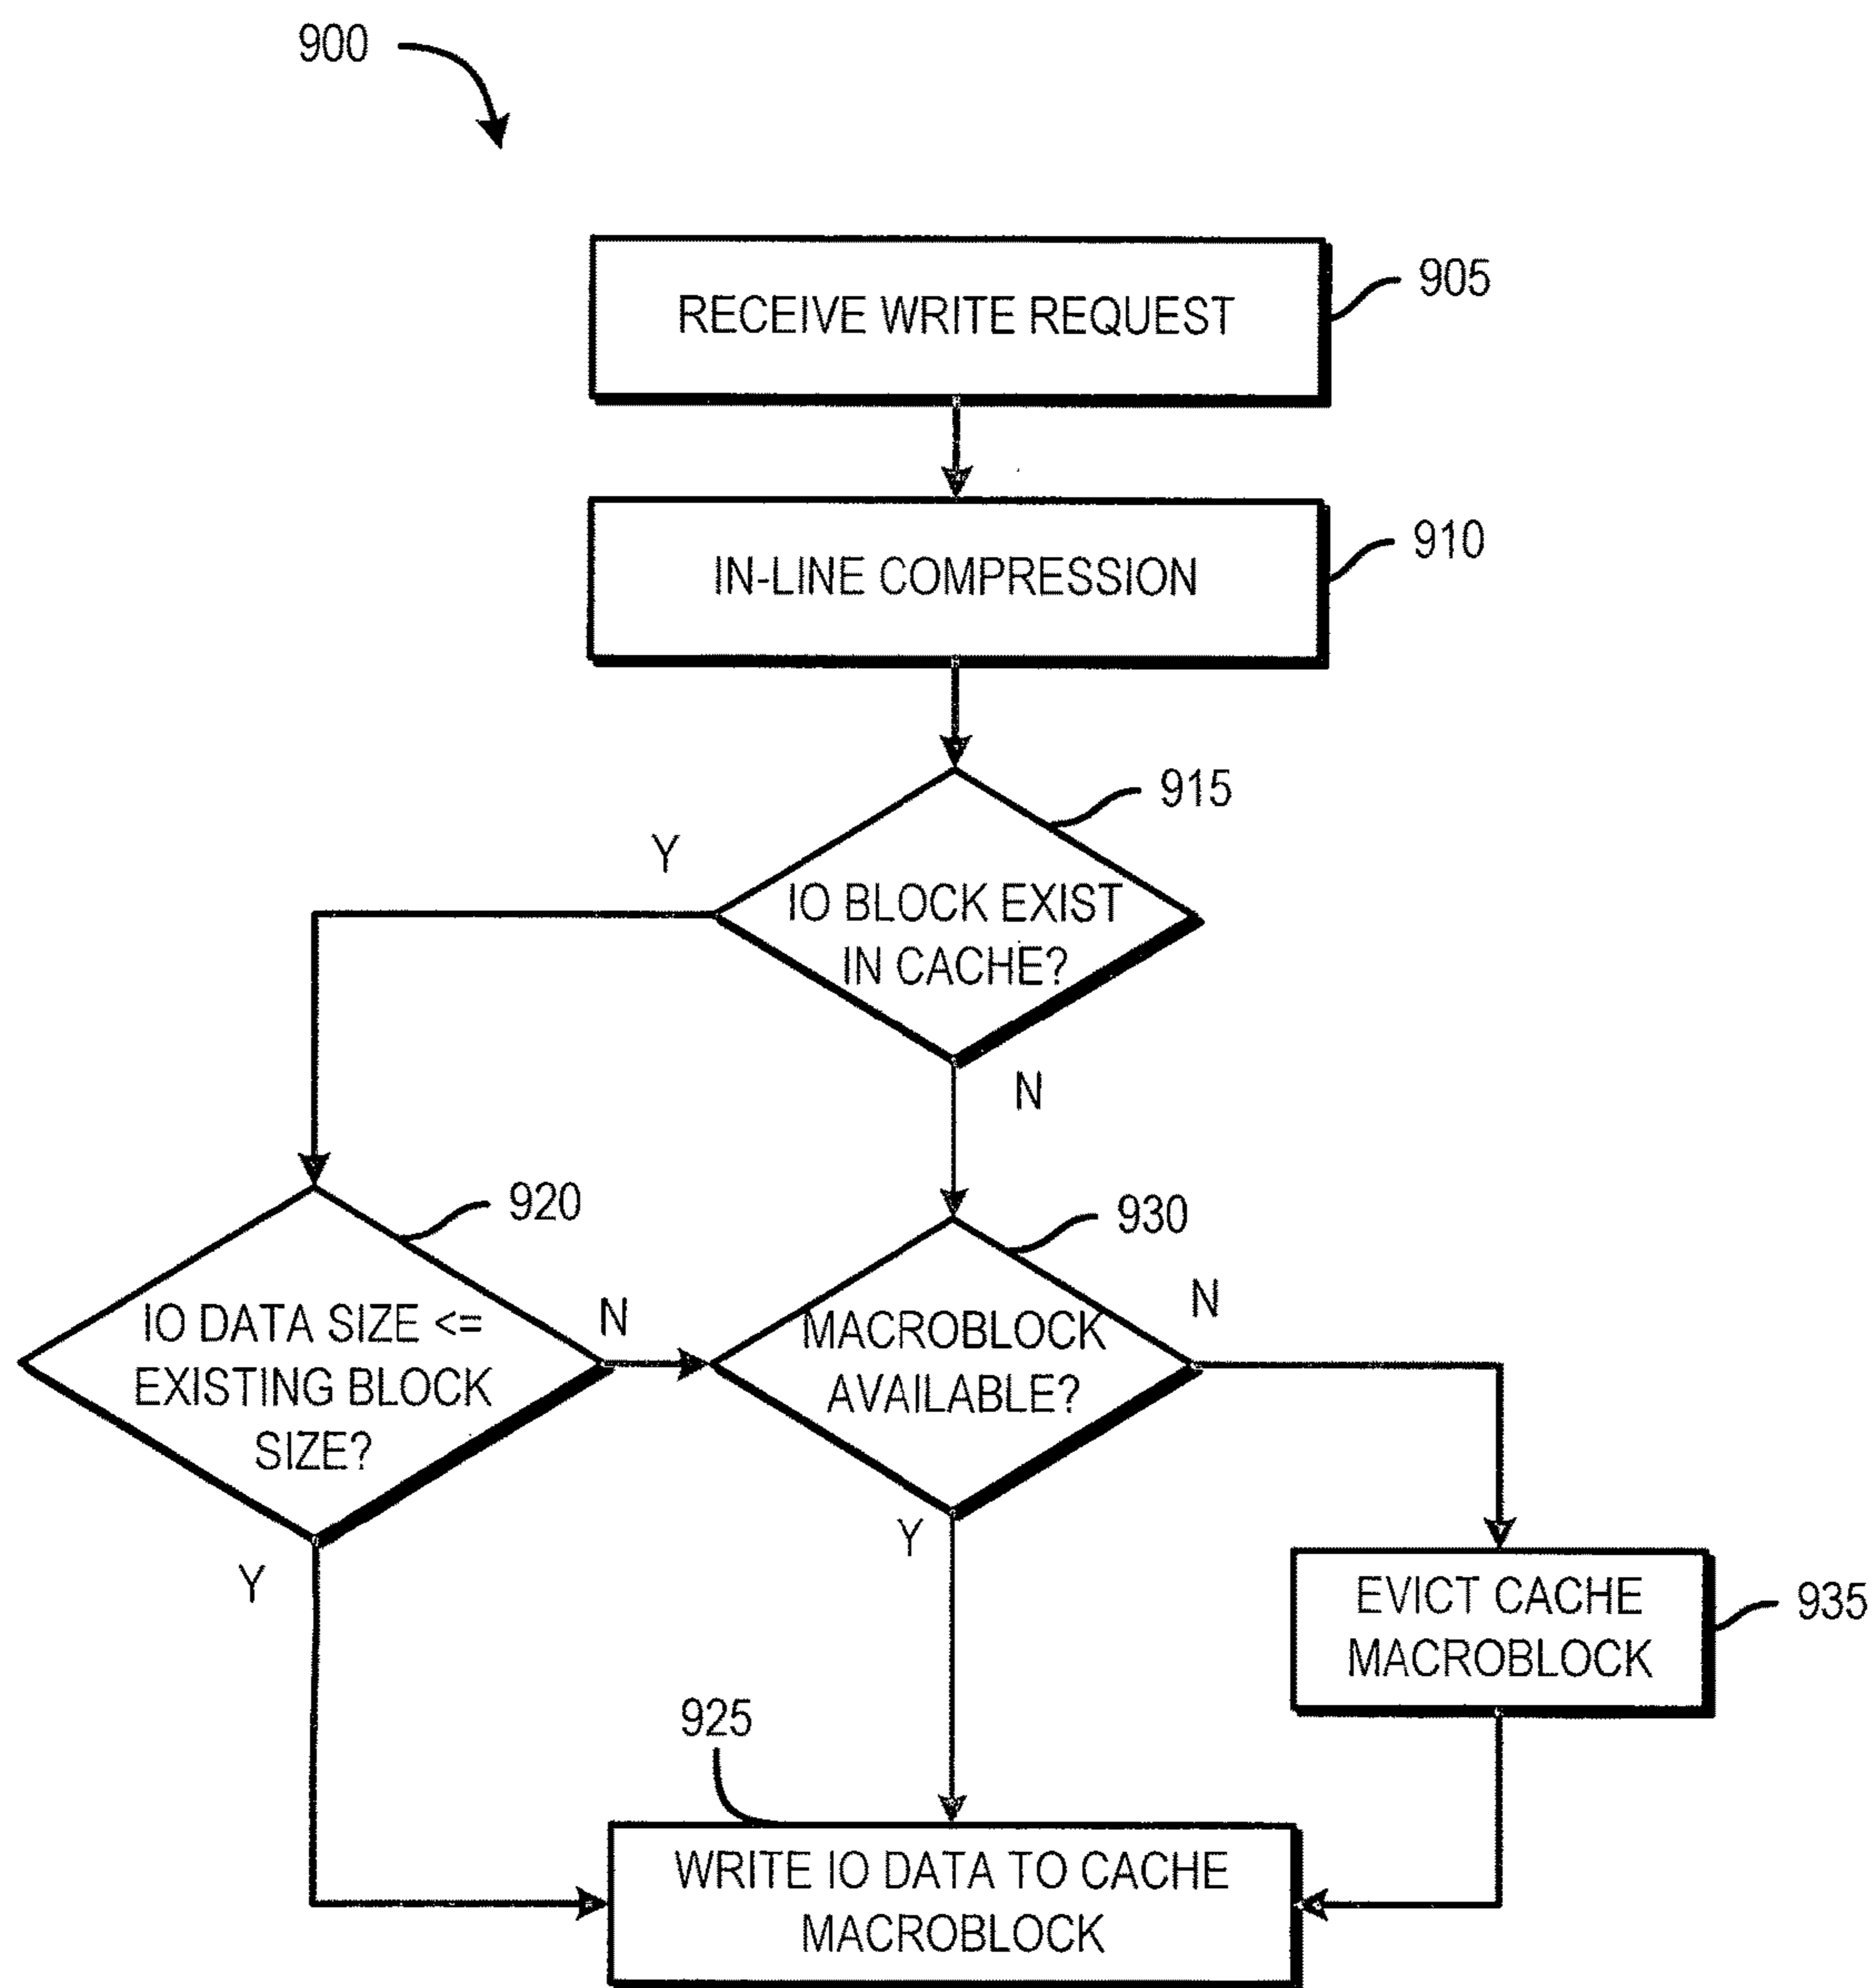 900
RECEIVE WRITE REQUEST
905
IN-LINE COMPRESSION
910
915
Y
IO BLOCK EXIST
IN CACHE?
N
920
930
IO DATA SIZE <=
EXISTING BLOCK
SIZE?
N
MACROBLOCK
AVAILABLE?
N
Y
Y
EVICT CACHE
MACROBLOCK
935
925
WRITE IO DATA TO CACHE
MACROBLOCK